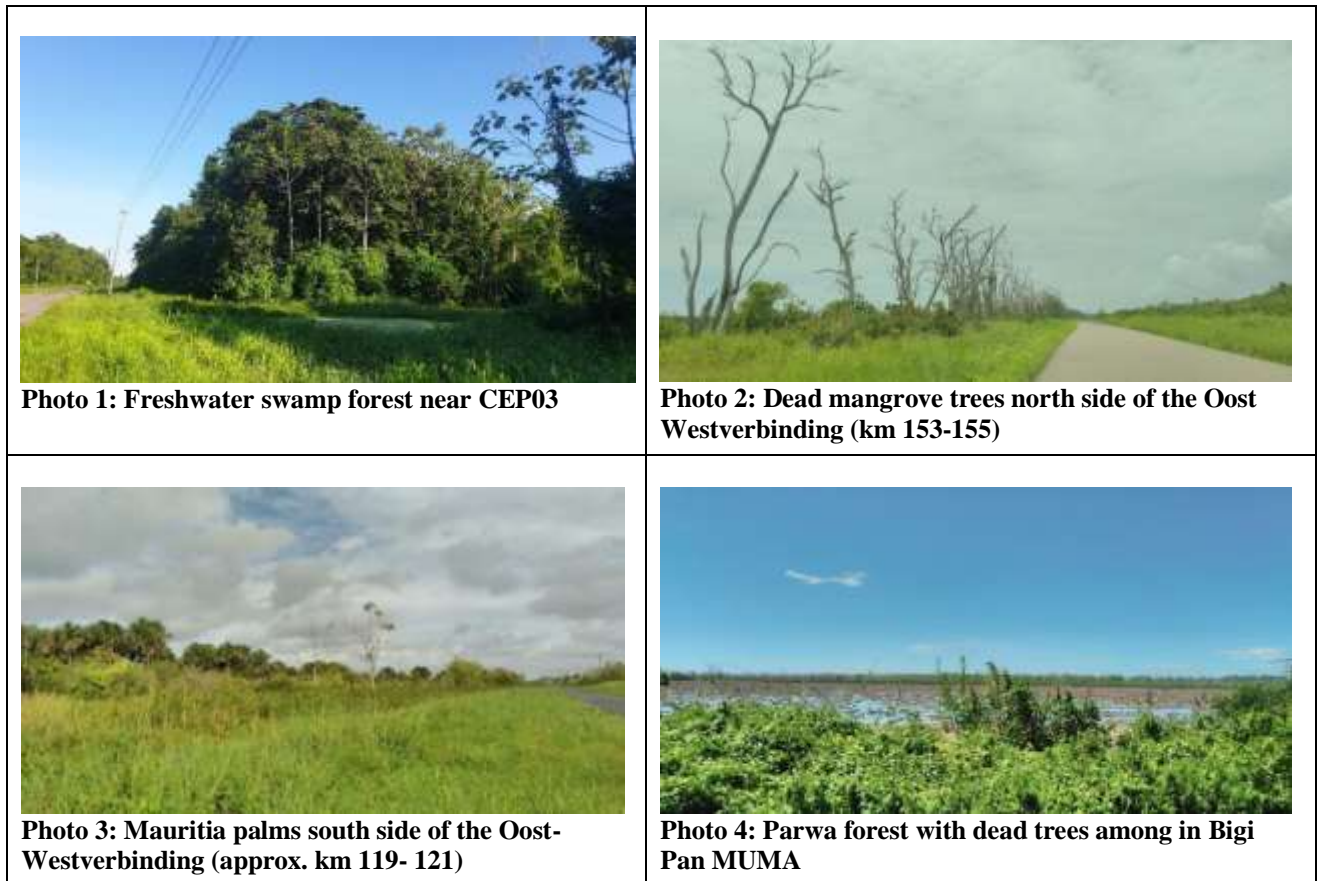 Photo 1: Freshwater swamp forest near CEP03
Photo 2: Dead mangrove trees north side of the Oost
Westverbinding (km 153-155)
Photo 3: Mauritia palms south side of the Oost-
Westverbinding (approx. km 119- 121)
Photo 4: Parwa forest with dead trees among in Bigi
Pan MUMA